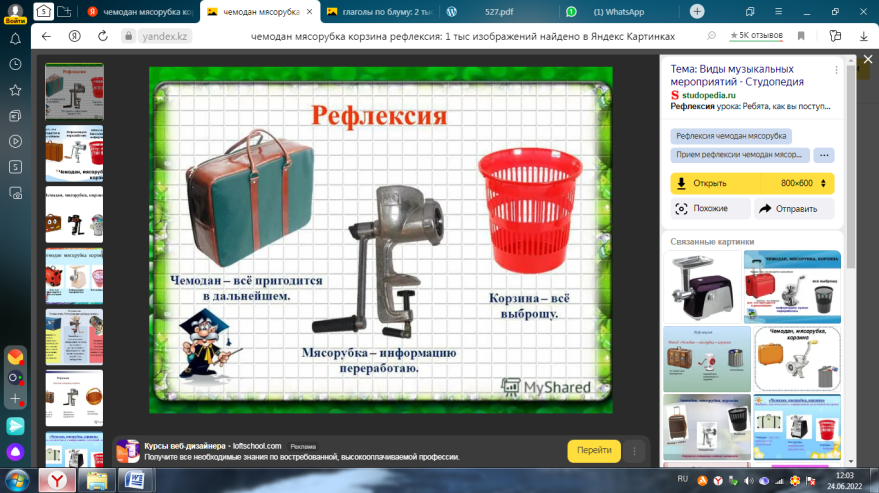 Войти
5
чемодан мясорубка кор
чемодан мясорубка
глаголы по блуму: 2 ты
527.pdf
(1) WhatsApp
yandex.kz
чемодан мясорубка корзина рефлексия: 1 тыс изображений найдено в Яндекс Картинках
★ 5K отзывов
Рефлексия
Чемодан – всё пригодится
в дальнейшем.
Корзина – всё
выброшу.
Мясорубка – информацию
переработаю.
MyShared
Тема: Виды музыкальных
мероприятий - Студопедия
studopedia.ru
Рефлексия урока: Ребята, как вы поступ...
Рефлексия чемодан мясорубка
Прием рефлексии чемодан мясор...
Открыть 800×600
Похожие Отправить
Связанные картинки
Чемодан, мясорубка,
корзина
Курсы веб-дизайнера - loftschool.com Реклама
Получите все необходимые знания по востребованной, высокооплачиваемой профессии.
Перейти
RU
12:03
24.06.2022